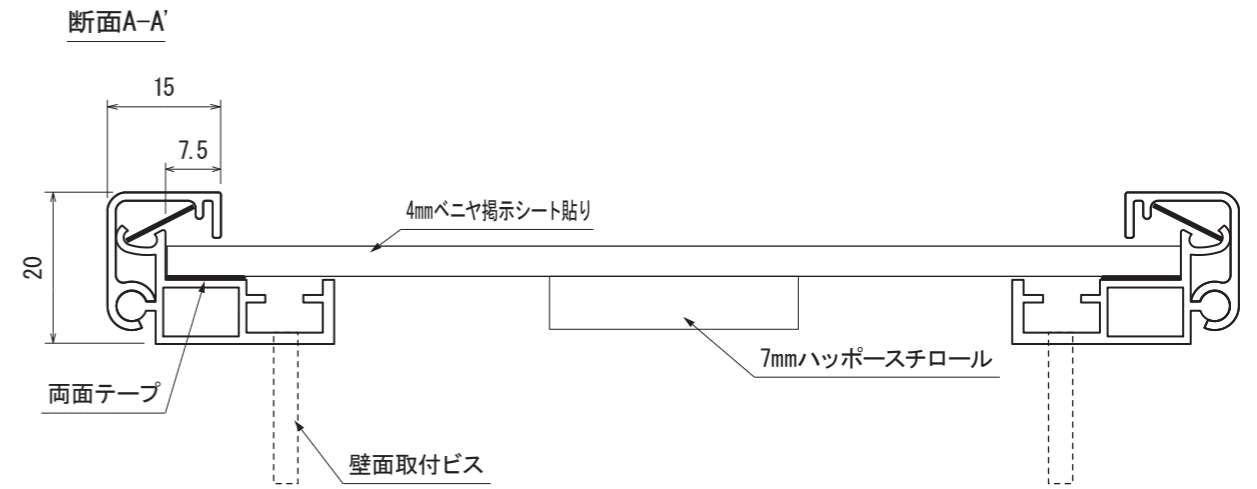 断面A-A'
15
7.5
4mmベニヤ掲示シート貼り
20
7mmハッポースチロール
両面テープ
壁面取付ビス